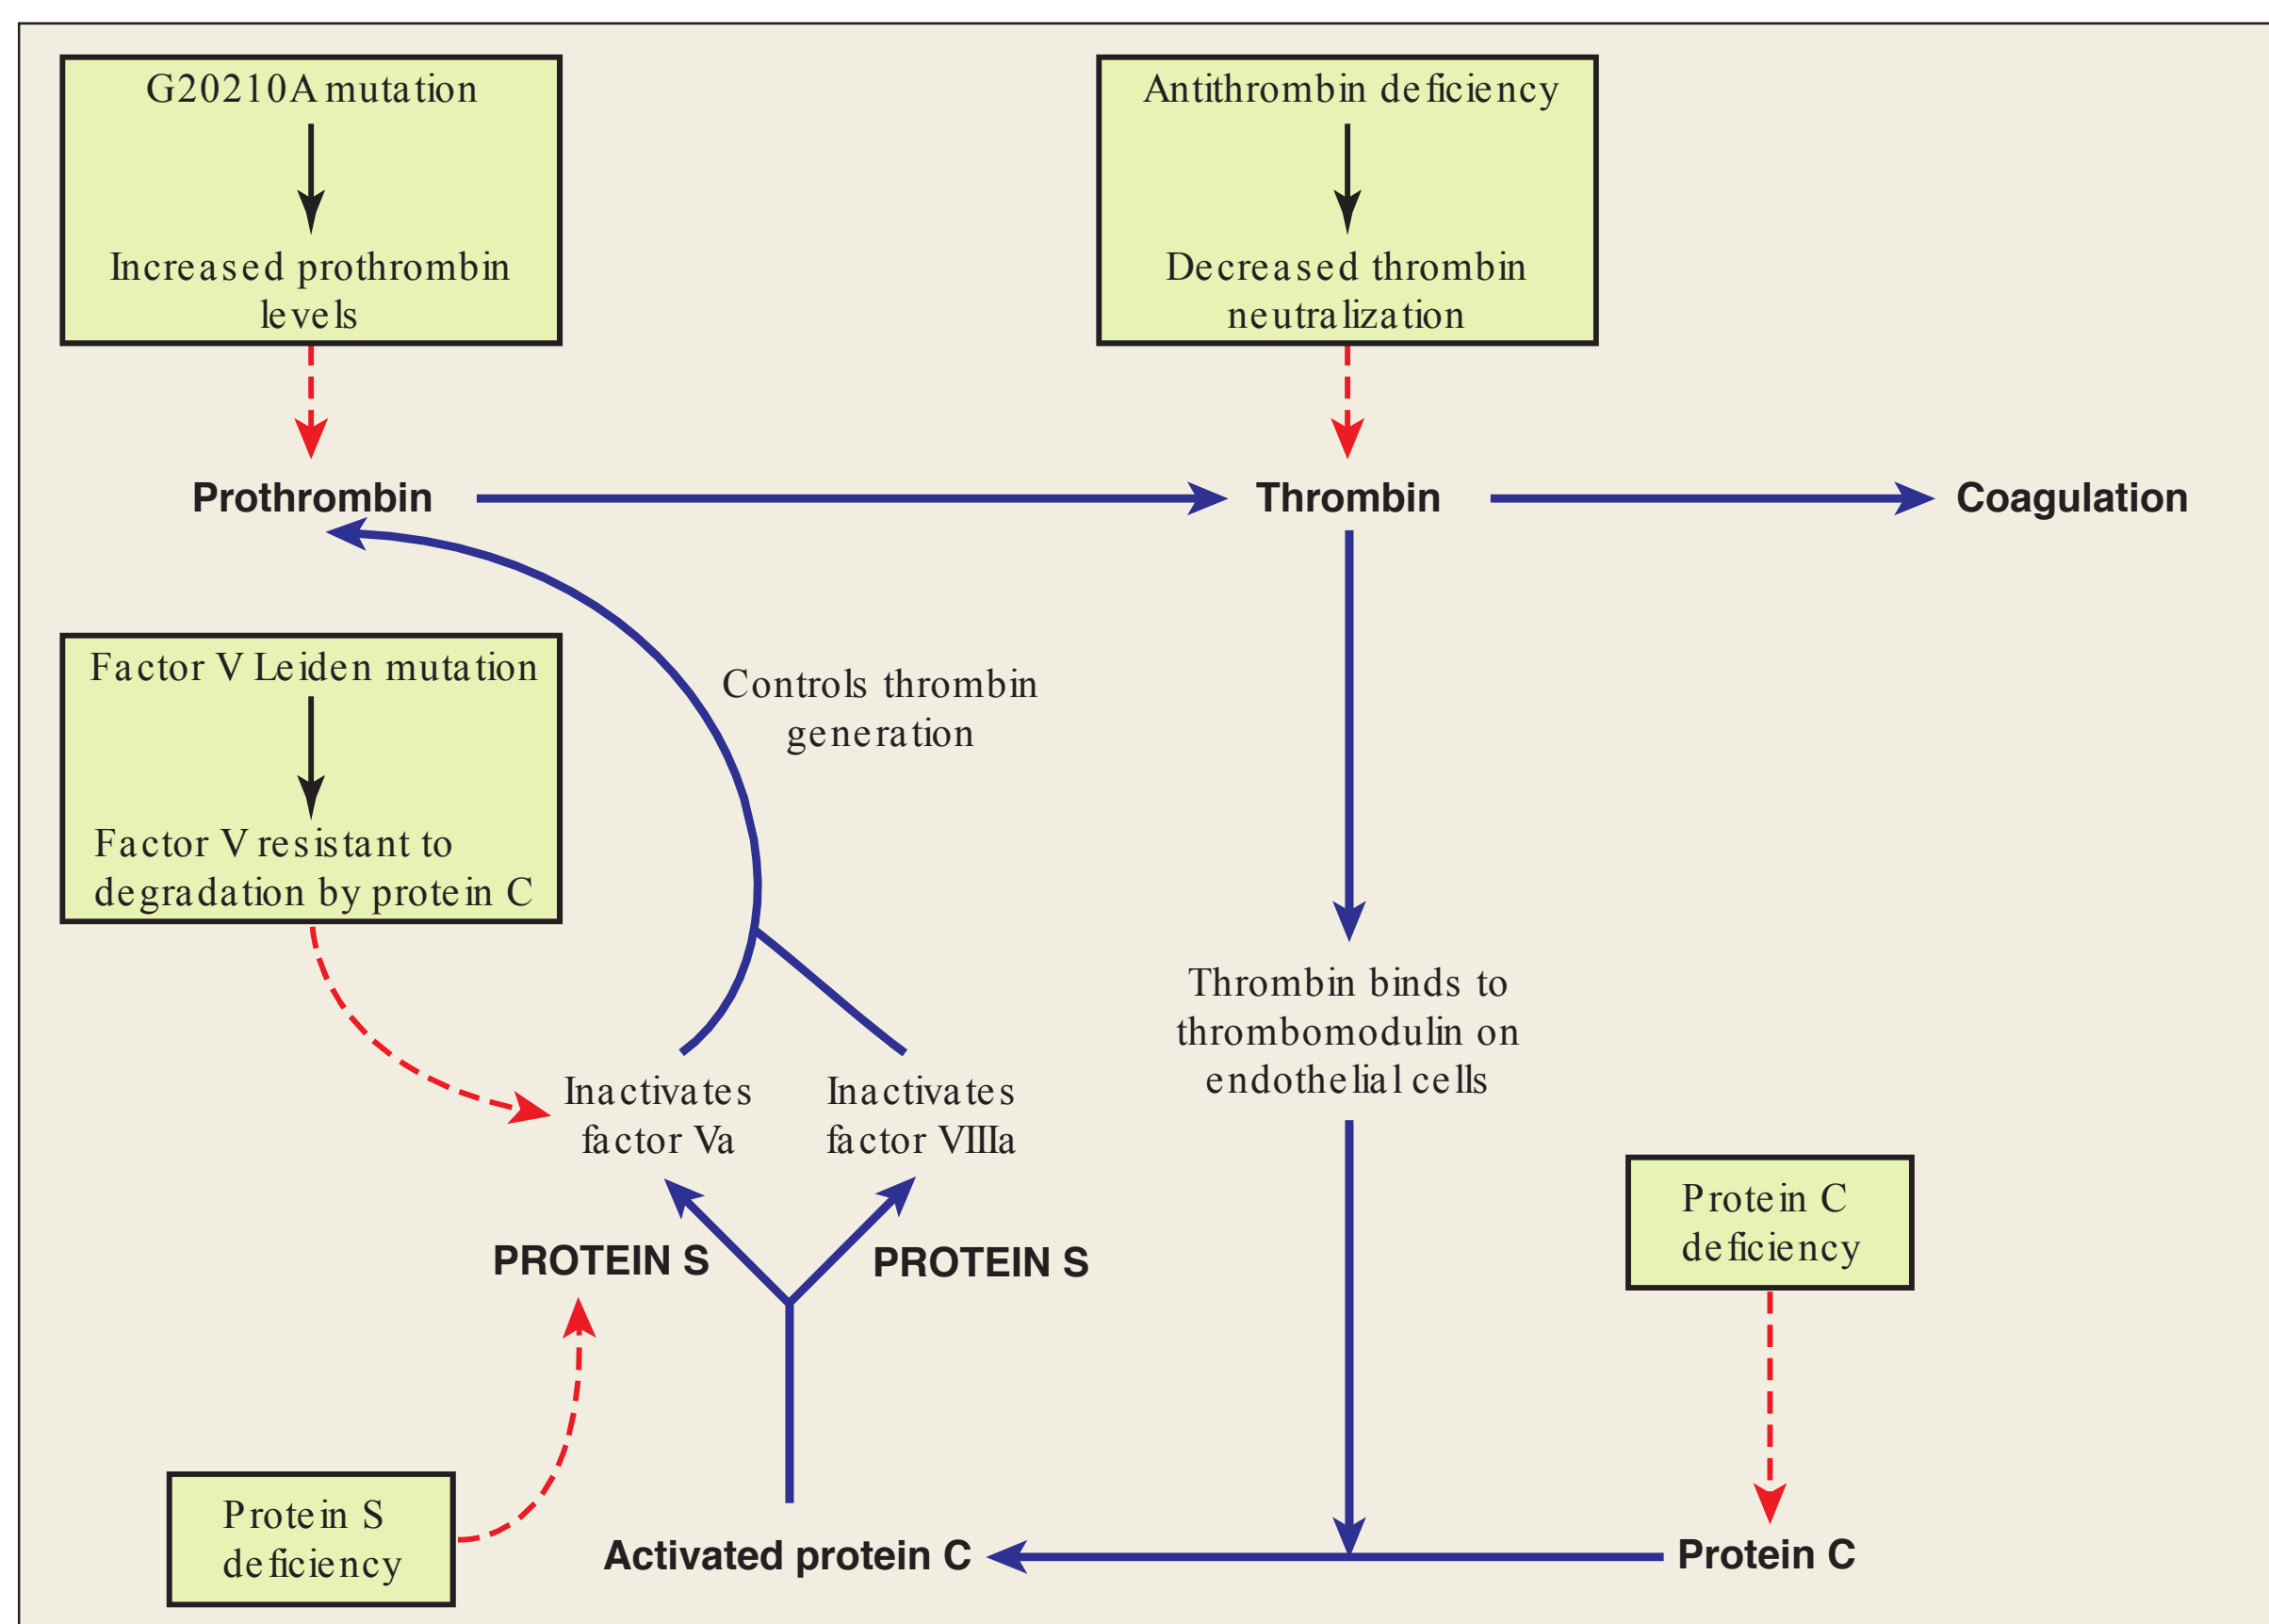 G20210A mutation
Increased prothrombin
levels
Antithrombin deficiency
Decreased thrombin
neutralization
Prothrombin
Thrombin
Coagulation
Factor V Leiden mutation
Factor V resistant to
degradation by protein C
Controls thrombin
generation
Thrombin binds to
thrombomodulin on
endothelial cells
Inactivates
factor Va
Inactivates
factor VIIIa
PROTEIN S
PROTEIN S
Protein C
deficiency
Protein S
deficiency
Activated protein C
Protein C